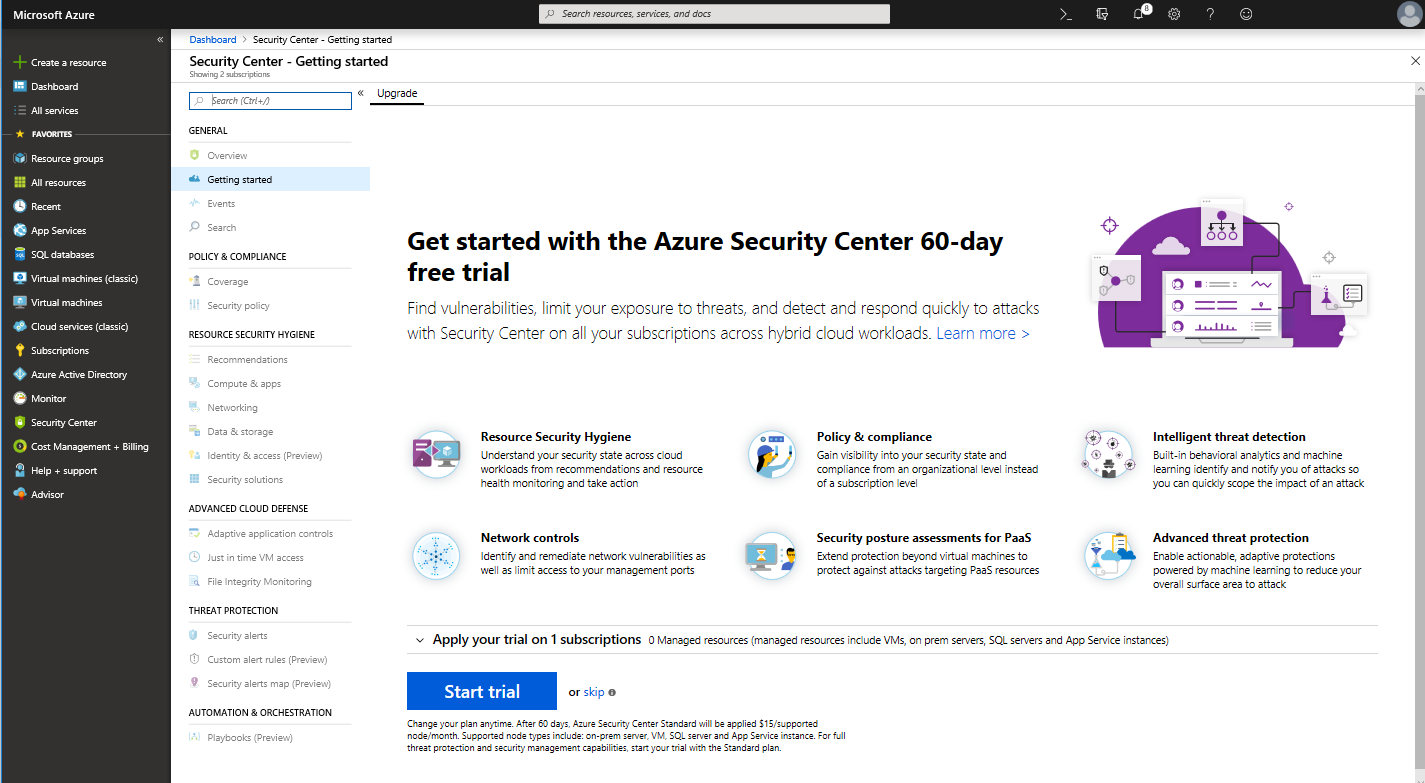 Microsoft Azure
Search resources, services, and docs
8
Create a resource
Dashboard
All services
FAVORITES
Resource groups
All resources
Recent
App Services
SQL databases
Virtual machines (classic)
Virtual machines
Cloud services (classic)
Subscriptions
Azure Active Directory
Monitor
Security Center
Cost Management + Billing
Help + support
Advisor
Dashboard > Security Center - Getting started
Security Center - Getting started
Showing 2 subscriptions
Search (Ctrl+/)
GENERAL
Overview
Getting started
Events
Search
POLICY & COMPLIANCE
Coverage
Security policy
RESOURCE SECURITY HYGIENE
Recommendations
Compute & apps
Networking
Data & storage
Identity & access (Preview)
Security solutions
ADVANCED CLOUD DEFENSE
Adaptive application controls
Just in time VM access
File Integrity Monitoring
THREAT PROTECTION
Security alerts
Custom alert rules (Preview)
Security alerts map (Preview)
AUTOMATION & ORCHESTRATION
Playbooks (Preview)
Upgrade
Get started with the Azure Security Center 60-day
free trial
Find vulnerabilities, limit your exposure to threats, and detect and respond quickly to attacks
with Security Center on all your subscriptions across hybrid cloud workloads. Learn more >
Resource Security Hygiene
Understand your security state across cloud
workloads from recommendations and resource
health monitoring and take action
Policy & compliance
Gain visibility into your security state and
compliance from an organizational level instead
of a subscription level
Intelligent threat detection
Built-in behavioral analytics and machine
learning identify and notify you of attacks so
you can quickly scope the impact of an attack
Network controls
Identify and remediate network vulnerabilities as
well as limit access to your management ports
Security posture assessments for PaaS
Extend protection beyond virtual machines to
protect against attacks targeting PaaS resources
Advanced threat protection
Enable actionable, adaptive protections
powered by machine learning to reduce your
overall surface area to attack
Apply your trial on 1 subscriptions 0 Managed resources (managed resources include VMs, on prem servers, SQL servers and App Service instances)
Start trial or skip
Change your plan anytime. After 60 days, Azure Security Center Standard will be applied $15/supported
node/month. Supported node types include: on-prem server, VM, SQL server and App Service instance. For full
threat protection and security management capabilities, start your trial with the Standard plan.